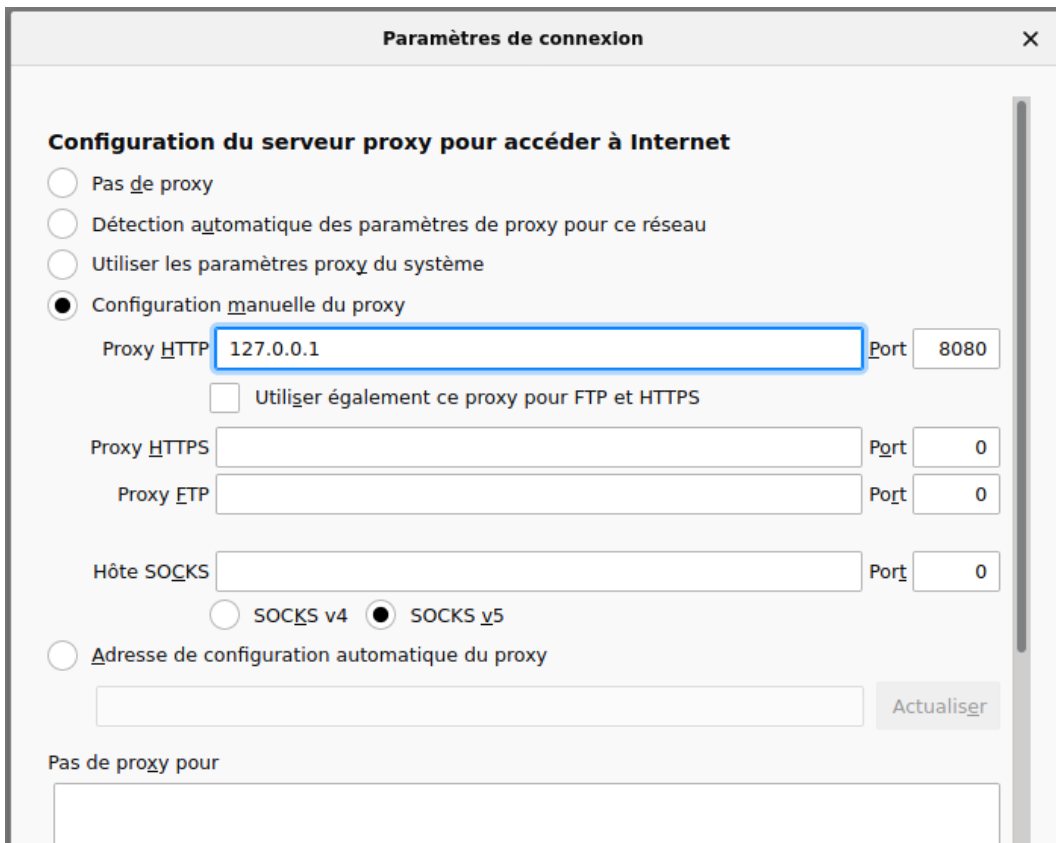 Paramètres de connexion ×
Configuration du serveur proxy pour accéder à Internet
Pas de proxy
Détection automatique des paramètres de proxy pour ce réseau
Utiliser les paramètres proxy du système
Configuration manuelle du proxy
Proxy HTTP 127.0.0.1 Port 8080
Utiliser également ce proxy pour FTP et HTTPS
Proxy HTTPS Port 0
Proxy FTP Port 0
Hôte SOCKS Port 0
SOCKS v4 SOCKS v5
Adresse de configuration automatique du proxy
Actualiser
Pas de proxy pour